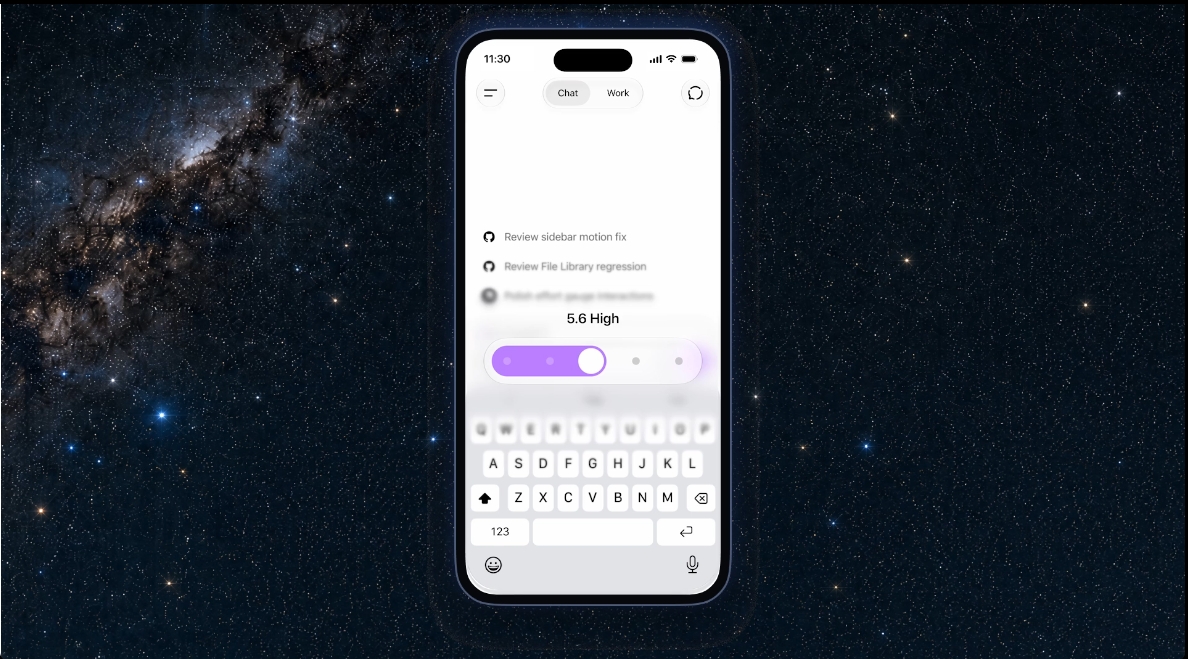 11:30
Chat Work
Review sidebar motion fix
Review File Library regression
Polish effort gauge interactions
5.6 High
Q W E R T Y U I O P
A S D F G H J K L
Z X C V B N M
123